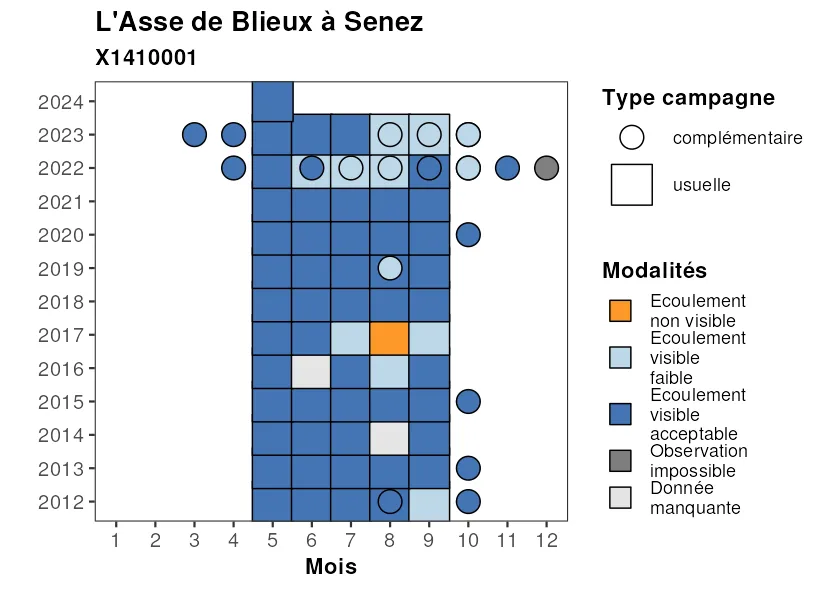 L'Asse de Blieux à Senez
X1410001
2024
2023
2022
2021
2020
2019
2018
2017
2016
2015
2014
2013
2012
1 2 3 4 5 6 7 8 9 10 11 12
Mois
Type campagne
complémentaire
usuelle
Modalités
Ecoulement
non visible
Ecoulement
visible
faible
Ecoulement
visible
acceptable
Observation
impossible
Donnée
manquante